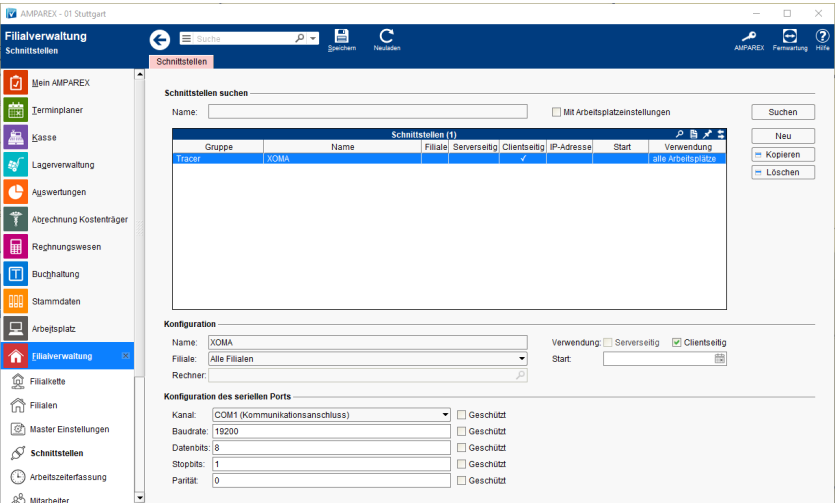 AMPAREX - 01 Stuttgart
Filialverwaltung
Schnittstellen
Suche
Speichern
Neuladen
AMPAREX
Fernwartung
Hilfe
Schnittstellen
Mein AMPAREX
Terminplaner
Kasse
Lagerverwaltung
Auswertungen
Abrechnung Kostenträger
Rechnungswesen
Buchhaltung
Stammdaten
Arbeitsplatz
Filialverwaltung
Filialkette
Filialen
Master Einstellungen
Schnittstellen
Arbeitszeiterfassung
Mitarbeiter
Schnittstellen suchen
Name:
Mit Arbeitsplatzeinstellungen
Suchen
Schnittstellen (1)
Neu
Gruppe Name Filiale Serverseitig Clientseitig IP-Adresse Start Verwendung
Tracer XOMA ✓ alle Arbeitsplätze
Kopieren
Löschen
Konfiguration
Name: XOMA
Verwendung: Serverseitig Clientseitig
Filiale: Alle Filialen
Start:
Rechner:
Konfiguration des seriellen Ports
Kanal: COM1 (Kommunikationsanschluss) Geschützt
Baudrate: 19200 Geschützt
Datenbits: 8 Geschützt
Stopbits: 1 Geschützt
Parität: 0 Geschützt